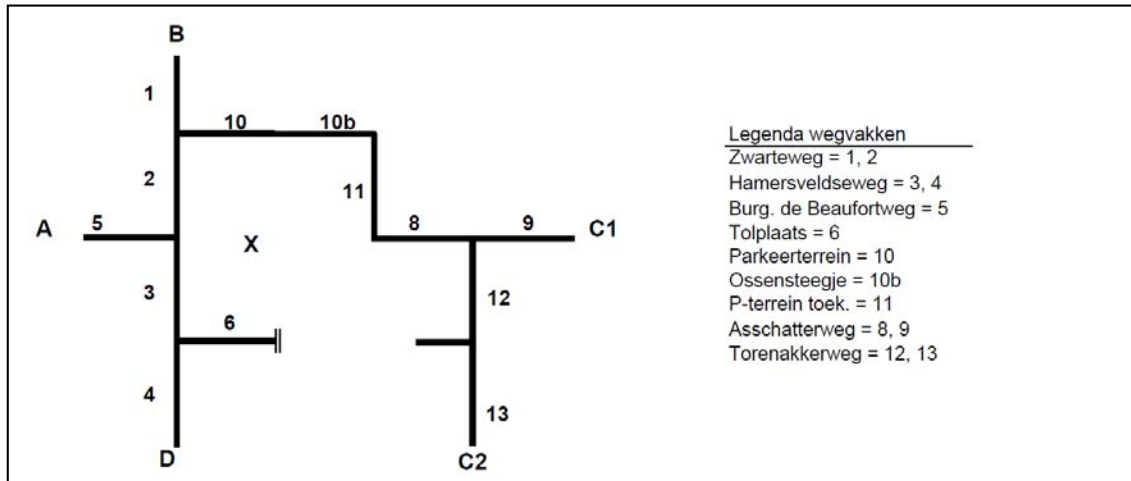 B
1
10 10b
2
11
A 5 8 9 C1
X
3
12
6
4
13
D C2
Legenda wegvakken
Zwarteweg = 1, 2
Hamersveldseweg = 3, 4
Burg. de Beaufortweg = 5
Tolplaats = 6
Parkeerterrein = 10
Ossensteegje = 10b
P-terrein toek. = 11
Asschatterweg = 8, 9
Torenakkerweg = 12, 13